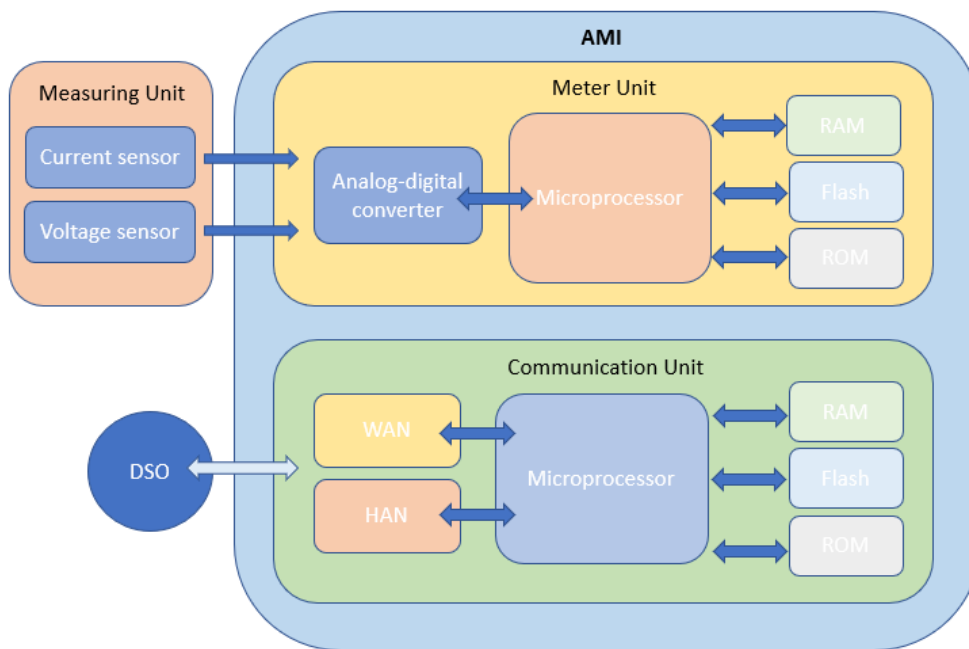 AMI
Measuring Unit
Current sensor
Voltage sensor
Meter Unit
Analog-digital
converter
Microprocessor
RAM
Flash
ROM
Communication Unit
DSO
WAN
HAN
Microprocessor
RAM
Flash
ROM